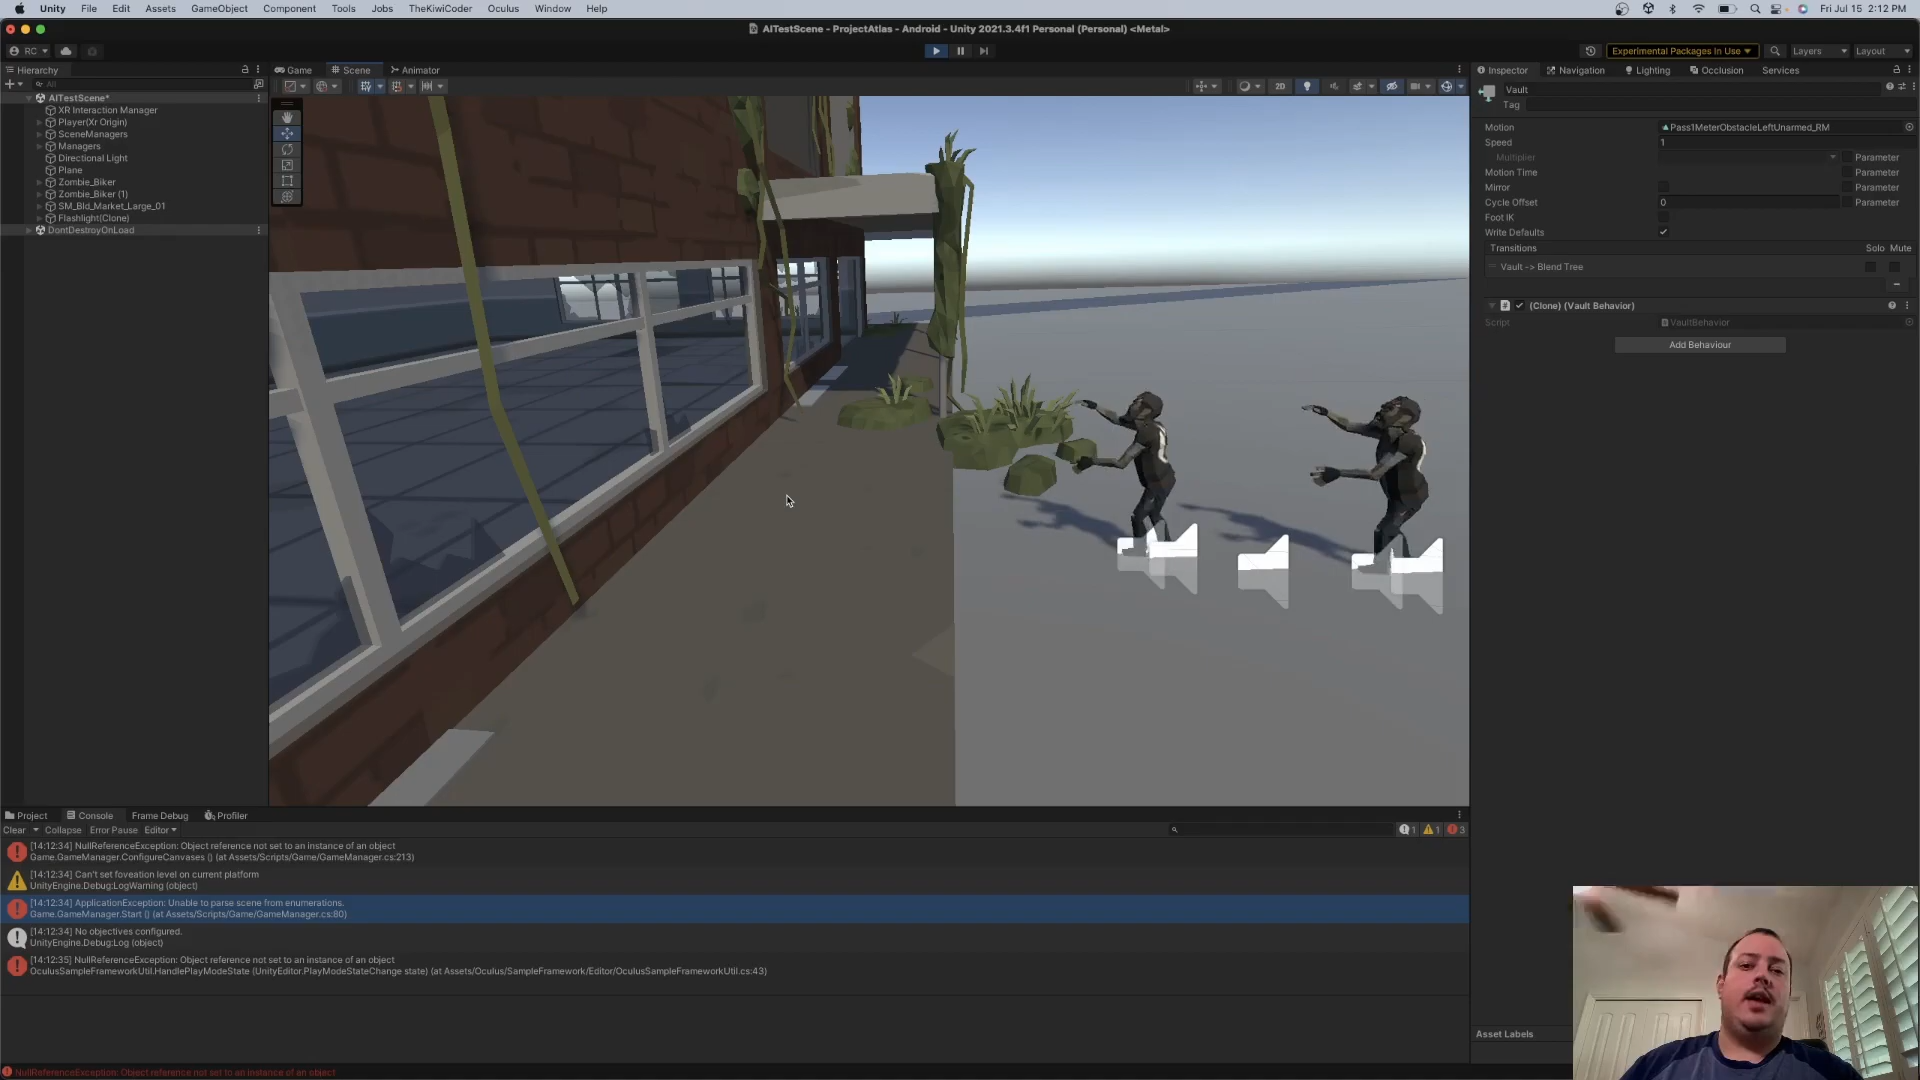 Unity File Edit Assets GameObject Component Tools Jobs TheKiwiCoder Oculus Window Help
Fri Jul 15 2:12 PM
AITestScene - ProjectAtlas - Android - Unity 2021.3.4f1 Personal (Personal) <Metal>
RC
Experimental Packages In Use
Layers
Layout
Hierarchy
Game
Scene
Animator
Inspector
Navigation
Lighting
Occlusion
Services
All
2D
Vault
Tag
AITestScene*
XR Interaction Manager
Player(Xr Origin)
SceneManagers
Managers
Directional Light
Plane
Zombie_Biker
Zombie_Biker (1)
SM_Bld_Market_Large_01
Flashlight(Clone)
DontDestroyOnLoad
Motion Pass1MeterObstacleLeftUnarmed_RM
Speed 1
Multiplier Parameter
Motion Time Parameter
Mirror Parameter
Cycle Offset 0 Parameter
Foot IK
Write Defaults
Transitions Solo Mute
Vault -> Blend Tree
(Clone) (Vault Behavior)
Script VaultBehavior
Add Behaviour
Project
Console
Frame Debug
Profiler
Clear Collapse Error Pause Editor
1 1 3
[14:12:34] NullReferenceException: Object reference not set to an instance of an object
Game.GameManager.ConfigureCanvases () (at Assets/Scripts/Game/GameManager.cs:213)
[14:12:34] Can't set foveation level on current platform
UnityEngine.Debug:LogWarning (object)
[14:12:34] ApplicationException: Unable to parse scene from enumerations.
Game.GameManager.Start () (at Assets/Scripts/Game/GameManager.cs:80)
[14:12:34] No objectives configured.
UnityEngine.Debug:Log (object)
[14:12:35] NullReferenceException: Object reference not set to an instance of an object
OculusSampleFrameworkUtil.HandlePlayModeState (UnityEditor.PlayModeStateChange state) (at Assets/Oculus/SampleFramework/Editor/OculusSampleFrameworkUtil.cs:43)
Asset Labels
NullReferenceException: Object reference not set to an instance of an object